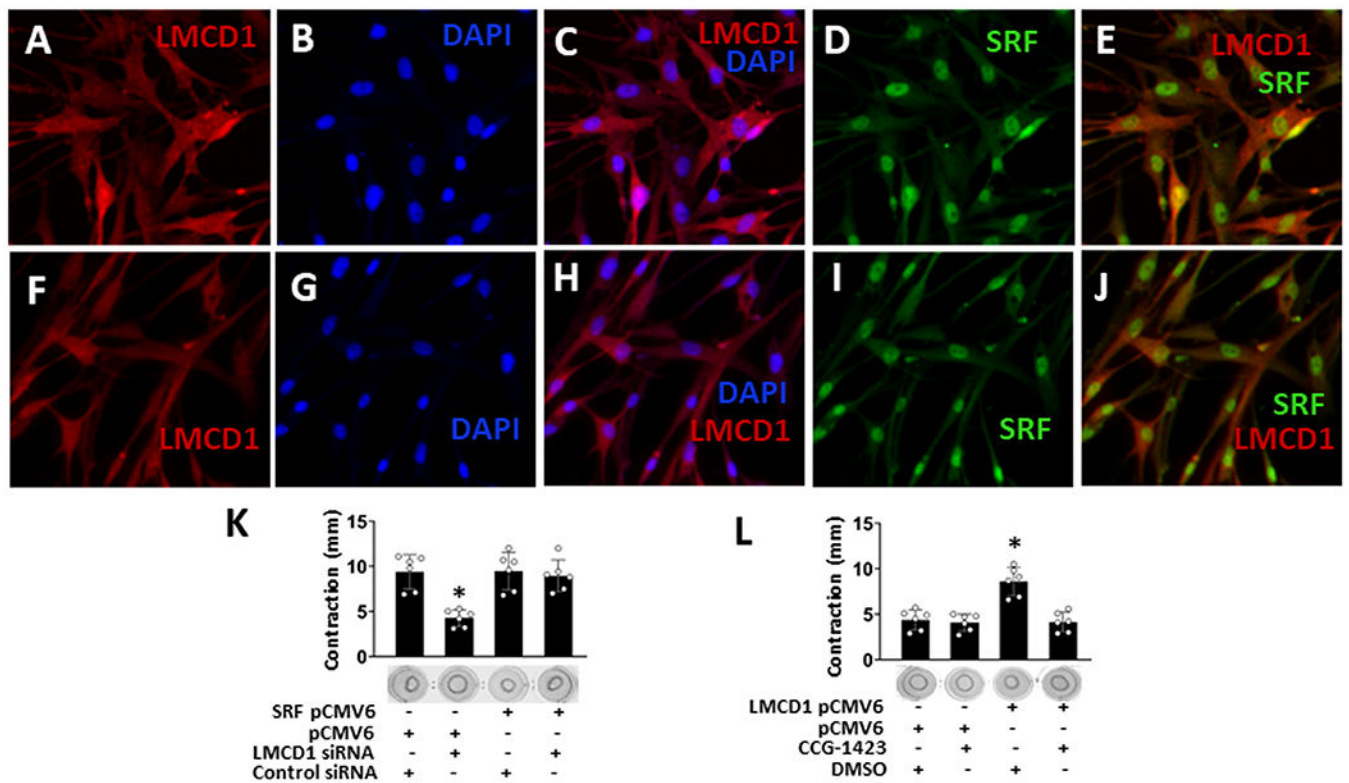 A LMCD1
B DAPI
C LMCD1
DAPI
D SRF
E LMCD1
SRF
F
LMCD1
G
DAPI
H
DAPI
LMCD1
I
SRF
J
SRF
LMCD1
K
Contraction (mm)
15
10
5
0
*
SRF pCMV6 - - + +
pCMV6 + + - -
LMCD1 siRNA - + - +
Control siRNA + - + -
L
Contraction (mm)
15
10
5
0
*
LMCD1 pCMV6 - - + +
pCMV6 + + - -
CCG-1423 - + - +
DMSO + - + -